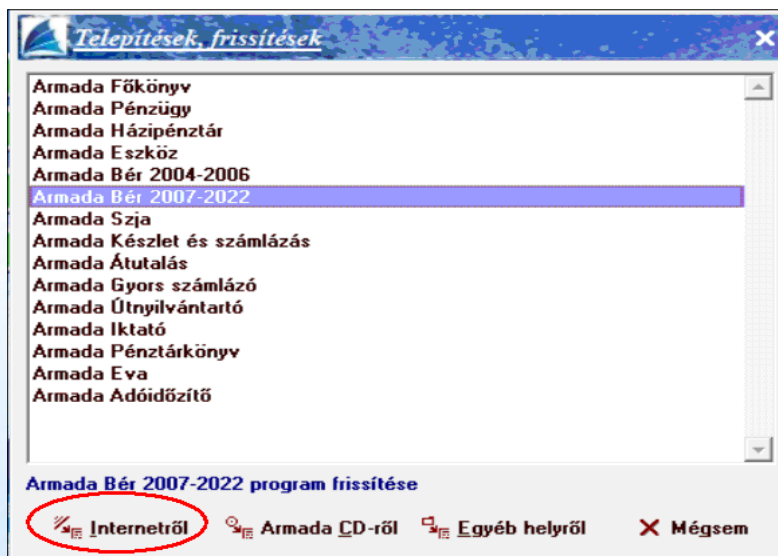 Telepítések, frissítések
Armada Főkönyv
Armada Pénzügy
Armada Házipénztár
Armada Eszköz
Armada Bér 2004-2006
Armada Bér 2007-2022
Armada Szja
Armada Készlet és számlázás
Armada Átutalás
Armada Gyors számlázó
Armada Útnyilvántartó
Armada Iktató
Armada Pénztárkönyv
Armada Eva
Armada Adóidőzítő
Armada Bér 2007-2022 program frissítése
Internetről Armada CD-ről Egyéb helyről Mégsem